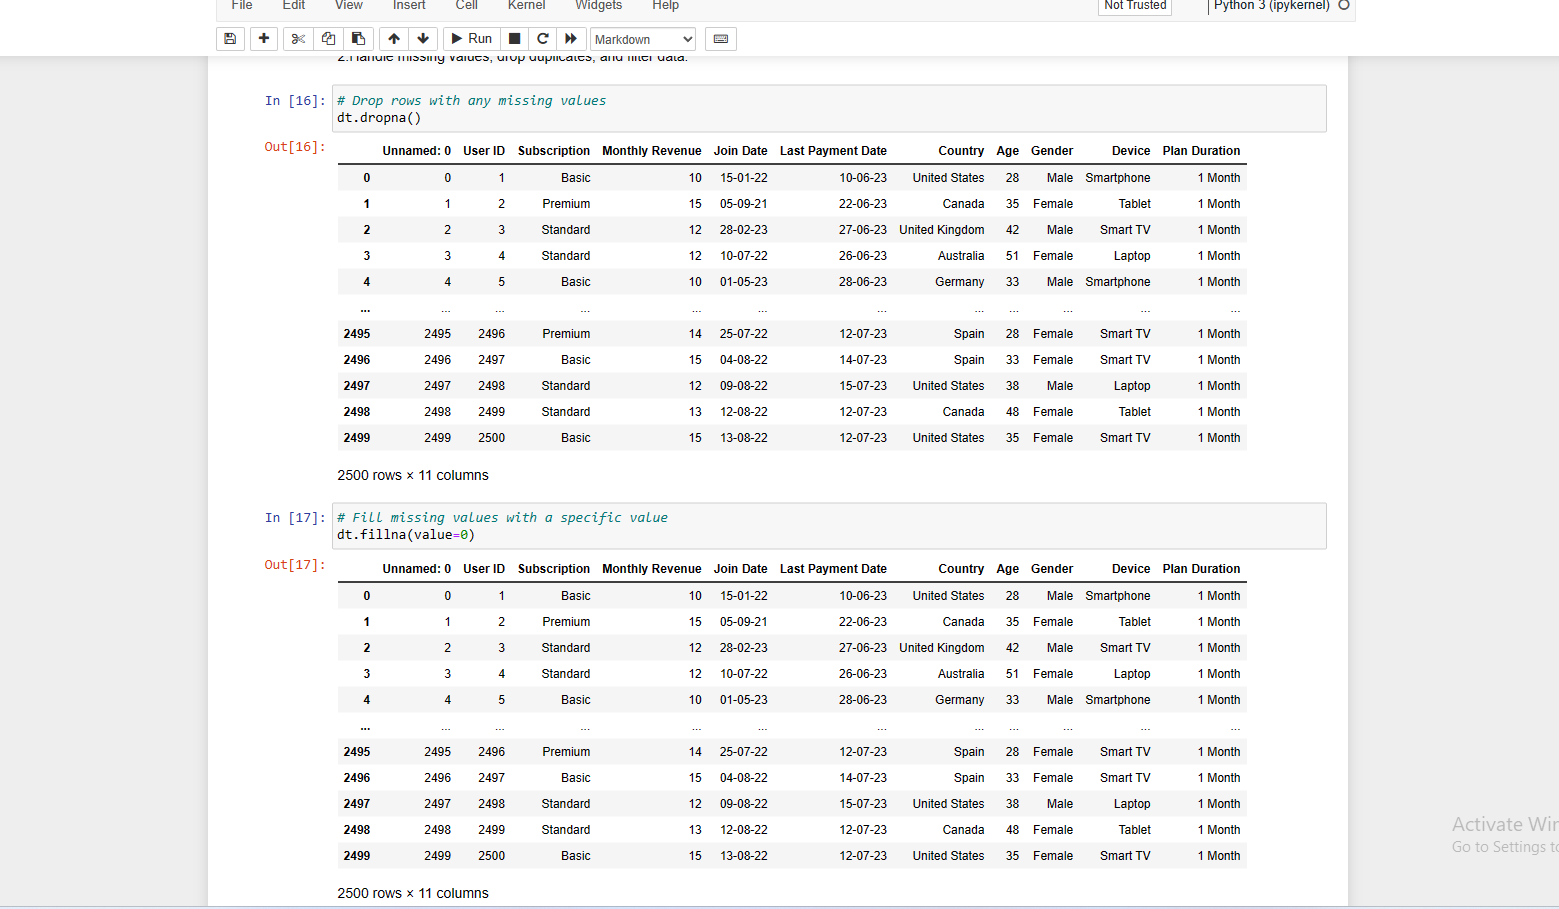 File Edit View Insert Cell Kernel Widgets Help Not Trusted Python 3 (ipykernel)
Run Markdown
2.Handle missing values, drop duplicates, and filter data.
In [16]: # Drop rows with any missing values
dt.dropna()
Out[16]:
Unnamed: 0 User ID Subscription Monthly Revenue Join Date Last Payment Date Country Age Gender Device Plan Duration
0 0 1 Basic 10 15-01-22 10-06-23 United States 28 Male Smartphone 1 Month
1 1 2 Premium 15 05-09-21 22-06-23 Canada 35 Female Tablet 1 Month
2 2 3 Standard 12 28-02-23 27-06-23 United Kingdom 42 Male Smart TV 1 Month
3 3 4 Standard 12 10-07-22 26-06-23 Australia 51 Female Laptop 1 Month
4 4 5 Basic 10 01-05-23 28-06-23 Germany 33 Male Smartphone 1 Month
... ... ... ... ... ... ... ... ... ... ... ...
2495 2495 2496 Premium 14 25-07-22 12-07-23 Spain 28 Female Smart TV 1 Month
2496 2496 2497 Basic 15 04-08-22 14-07-23 Spain 33 Female Smart TV 1 Month
2497 2497 2498 Standard 12 09-08-22 15-07-23 United States 38 Male Laptop 1 Month
2498 2498 2499 Standard 13 12-08-22 12-07-23 Canada 48 Female Tablet 1 Month
2499 2499 2500 Basic 15 13-08-22 12-07-23 United States 35 Female Smart TV 1 Month
2500 rows × 11 columns
In [17]: # Fill missing values with a specific value
dt.fillna(value=0)
Out[17]:
Unnamed: 0 User ID Subscription Monthly Revenue Join Date Last Payment Date Country Age Gender Device Plan Duration
0 0 1 Basic 10 15-01-22 10-06-23 United States 28 Male Smartphone 1 Month
1 1 2 Premium 15 05-09-21 22-06-23 Canada 35 Female Tablet 1 Month
2 2 3 Standard 12 28-02-23 27-06-23 United Kingdom 42 Male Smart TV 1 Month
3 3 4 Standard 12 10-07-22 26-06-23 Australia 51 Female Laptop 1 Month
4 4 5 Basic 10 01-05-23 28-06-23 Germany 33 Male Smartphone 1 Month
... ... ... ... ... ... ... ... ... ... ... ...
2495 2495 2496 Premium 14 25-07-22 12-07-23 Spain 28 Female Smart TV 1 Month
2496 2496 2497 Basic 15 04-08-22 14-07-23 Spain 33 Female Smart TV 1 Month
2497 2497 2498 Standard 12 09-08-22 15-07-23 United States 38 Male Laptop 1 Month
2498 2498 2499 Standard 13 12-08-22 12-07-23 Canada 48 Female Tablet 1 Month
2499 2499 2500 Basic 15 13-08-22 12-07-23 United States 35 Female Smart TV 1 Month
2500 rows × 11 columns
Activate Win
Go to Settings to